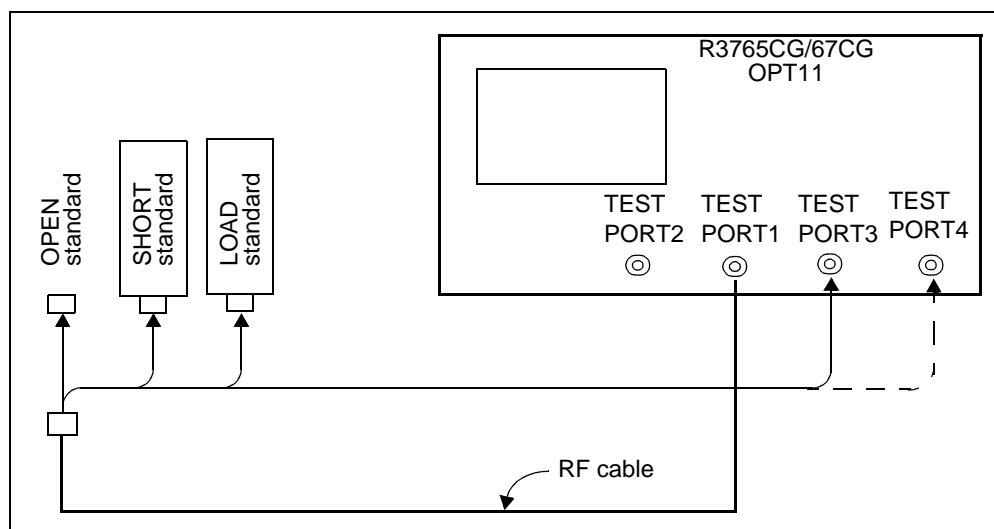 R3765CG/67CG
OPT11
OPEN
standard
SHORT
standard
LOAD
standard
TEST
PORT2
TEST
PORT1
TEST
PORT3
TEST
PORT4
RF cable